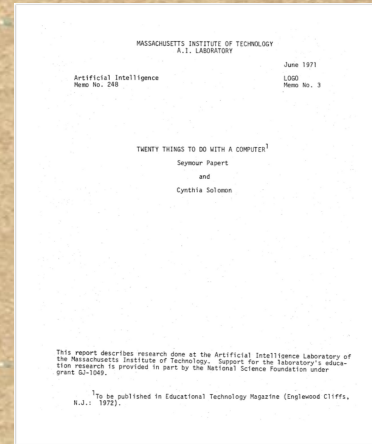 MASSACHUSETTS INSTITUTE OF TECHNOLOGY
A.I. LABORATORY
June 1971
Artificial Intelligence
Memo No. 248
LOGO
Memo No. 3
TWENTY THINGS TO DO WITH A COMPUTER1
Seymour Papert
and
Cynthia Solomon
This report describes research done at the Artificial Intelligence Laboratory of
the Massachusetts Institute of Technology. Support for the laboratory's educa-
tion research is provided in part by the National Science Foundation under
grant GJ-1049.
1To be published in Educational Technology Magazine (Englewood Cliffs,
N.J.: 1972).